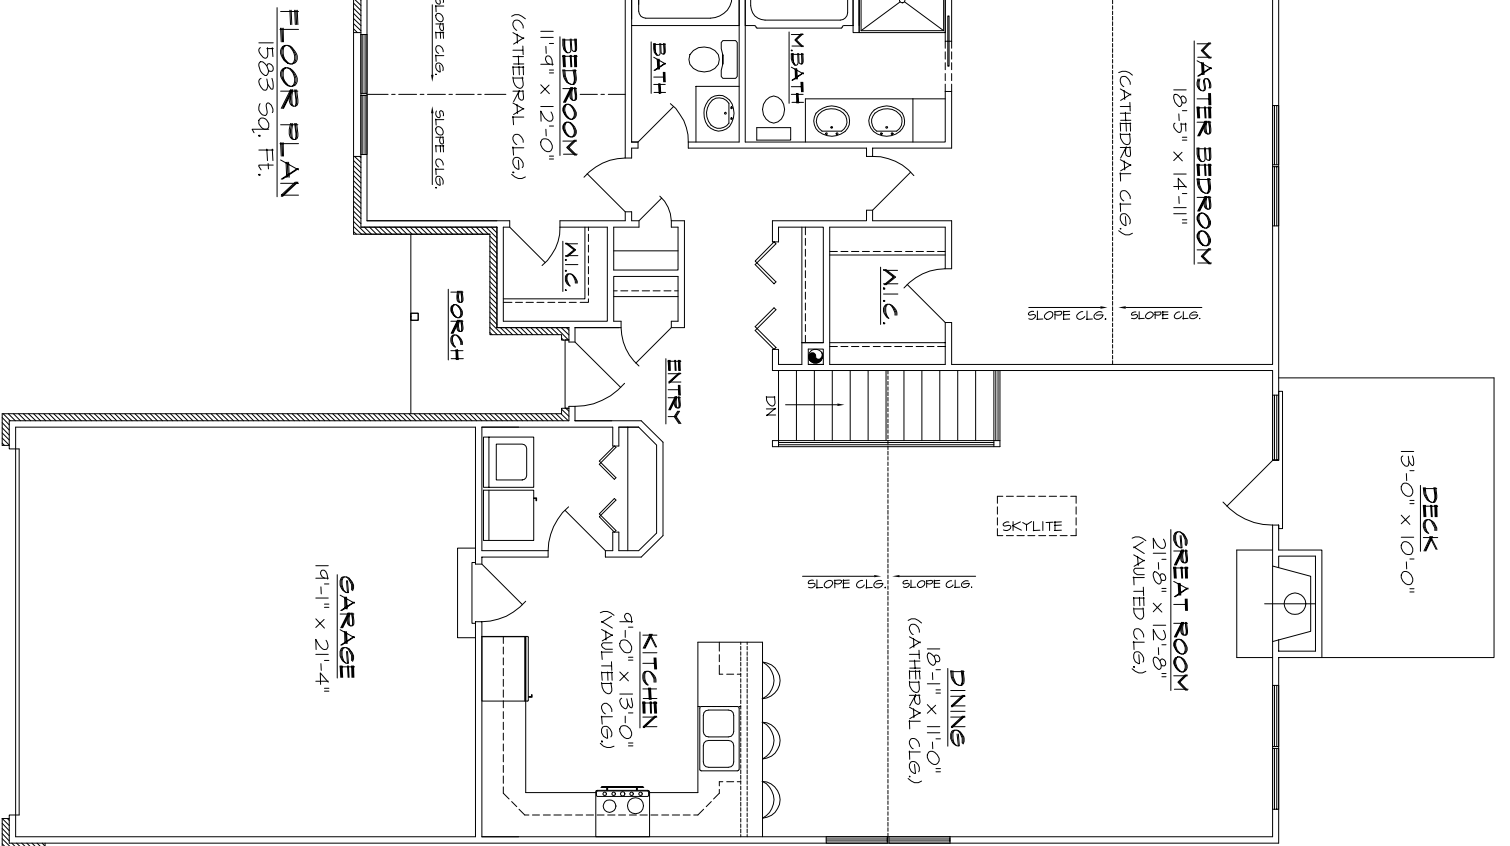 FLOOR PLAN
1583 Sq. Ft.
SLOPE CLG.
SLOPE CLG.
BEDROOM
11'-9" x 12'-0"
(CATHEDRAL CLG.)
BATH
M.BATH
MASTER BEDROOM
18'-5" x 14'-11"
(CATHEDRAL CLG.)
SLOPE CLG.
SLOPE CLG.
W.I.C.
W.I.C.
PORCH
ENTRY
DN
DECK
13'-0" x 10'-0"
SKYLITE
GREAT ROOM
21'-8" x 12'-8"
(VAULTED CLG.)
SLOPE CLG.
SLOPE CLG.
DINING
18'-1" x 11'-0"
(CATHEDRAL CLG.)
KITCHEN
9'-0" x 13'-0"
(VAULTED CLG.)
GARAGE
19'-1" x 21'-4"